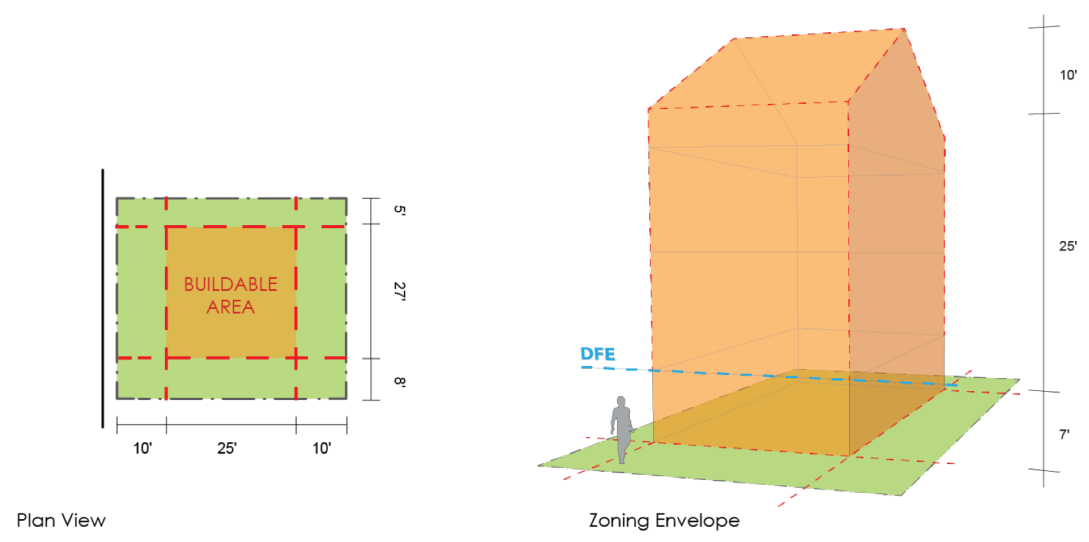 10'
5'
25'
27'
BUILDABLE
AREA
DFE
8'
7'
10' 25' 10'
Plan View
Zoning Envelope